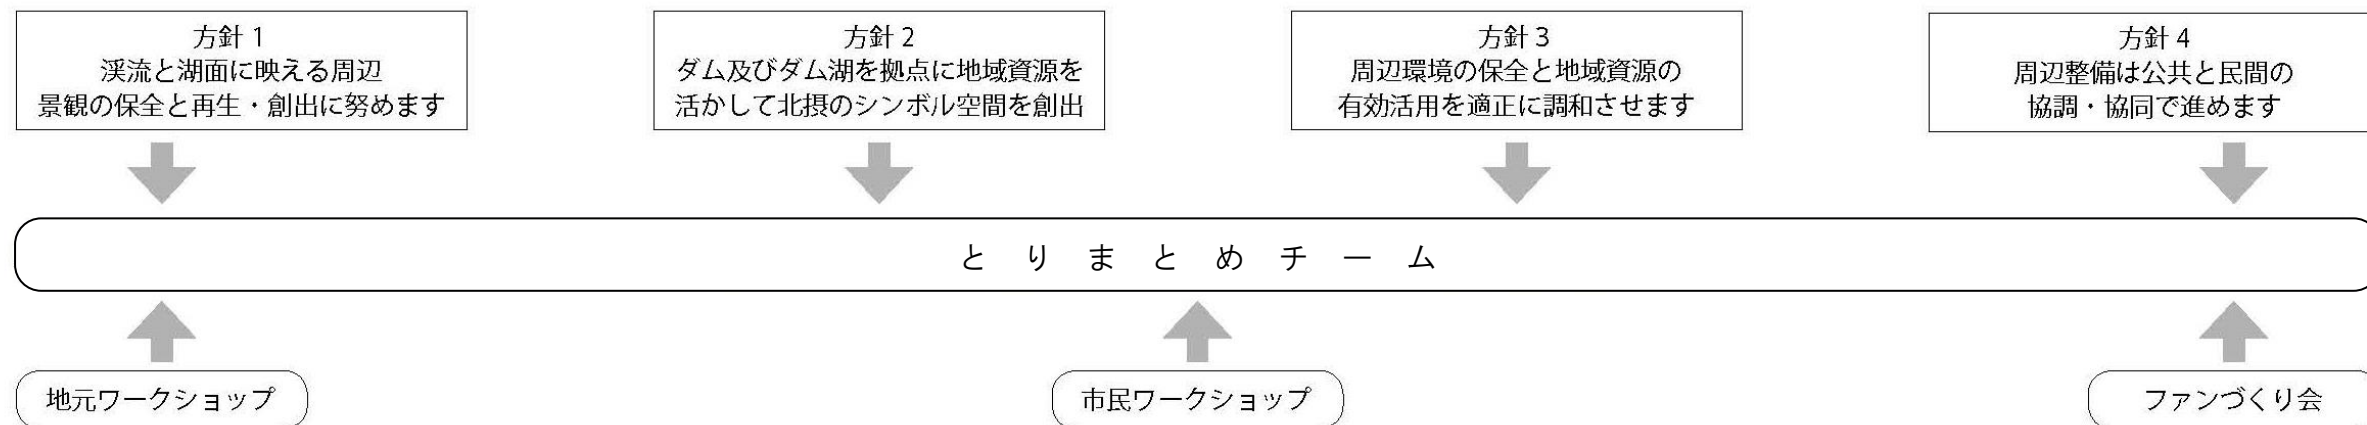 方針 1
渓流と湖面に映える周辺
景観の保全と再生・創出に努めます
方針 2
ダム及びダム湖を拠点に地域資源を
活かして北摂のシンボル空間を創出
方針 3
周辺環境の保全と地域資源の
有効活用を適正に調和させます
方針 4
周辺整備は公共と民間の
協調・協同で進めます
とりまとめチーム
地元ワークショップ
市民ワークショップ
ファンづくり会